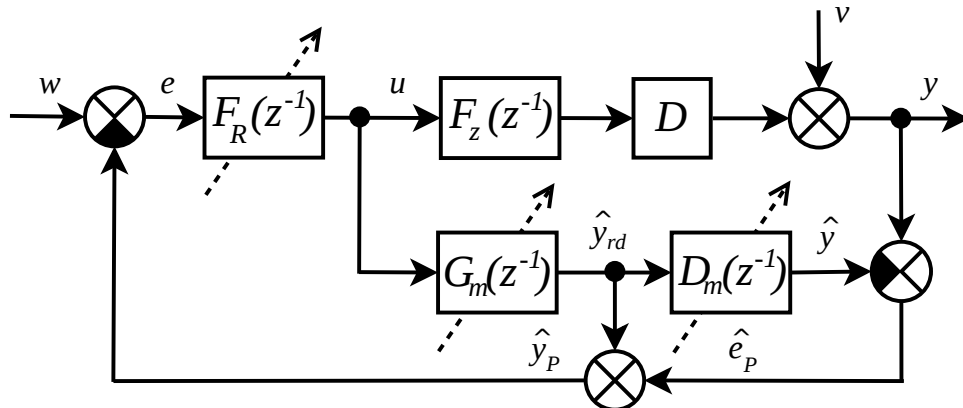 v
w
e
u
y
F_R(z^-1)
F_z(z^-1)
D
ŷ_rd
ŷ
G_m(z^-1)
D_m(z^-1)
ŷ_P
ê_P